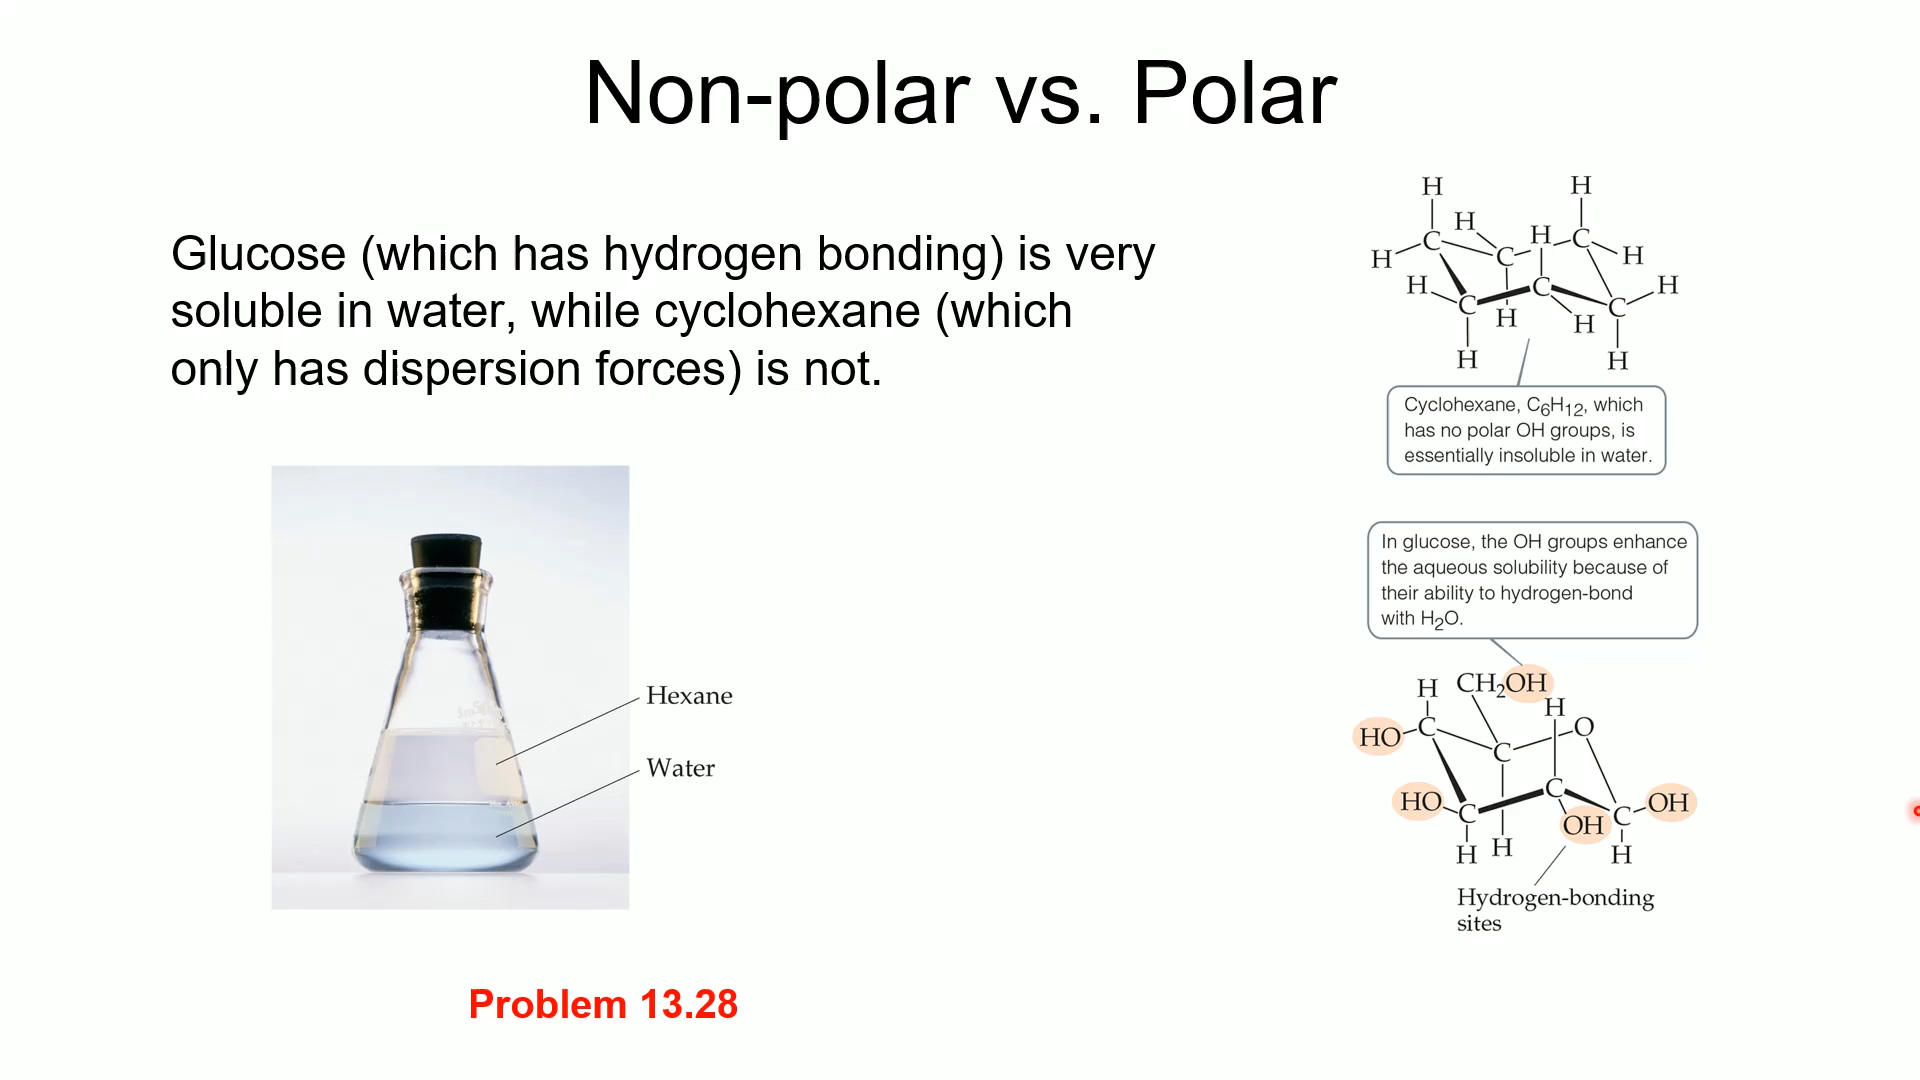 Non-polar vs. Polar
Glucose (which has hydrogen bonding) is very
soluble in water, while cyclohexane (which
only has dispersion forces) is not.
H H
H H
C C
H C H
H C H
C C
H H
H H
Cyclohexane, C6H12, which
has no polar OH groups, is
essentially insoluble in water.
In glucose, the OH groups enhance
the aqueous solubility because of
their ability to hydrogen-bond
with H2O.
H CH2OH
H
HO C O
C
HO C C OH
OH C
H H H
Hydrogen-bonding
sites
Hexane
Water
Problem 13.28